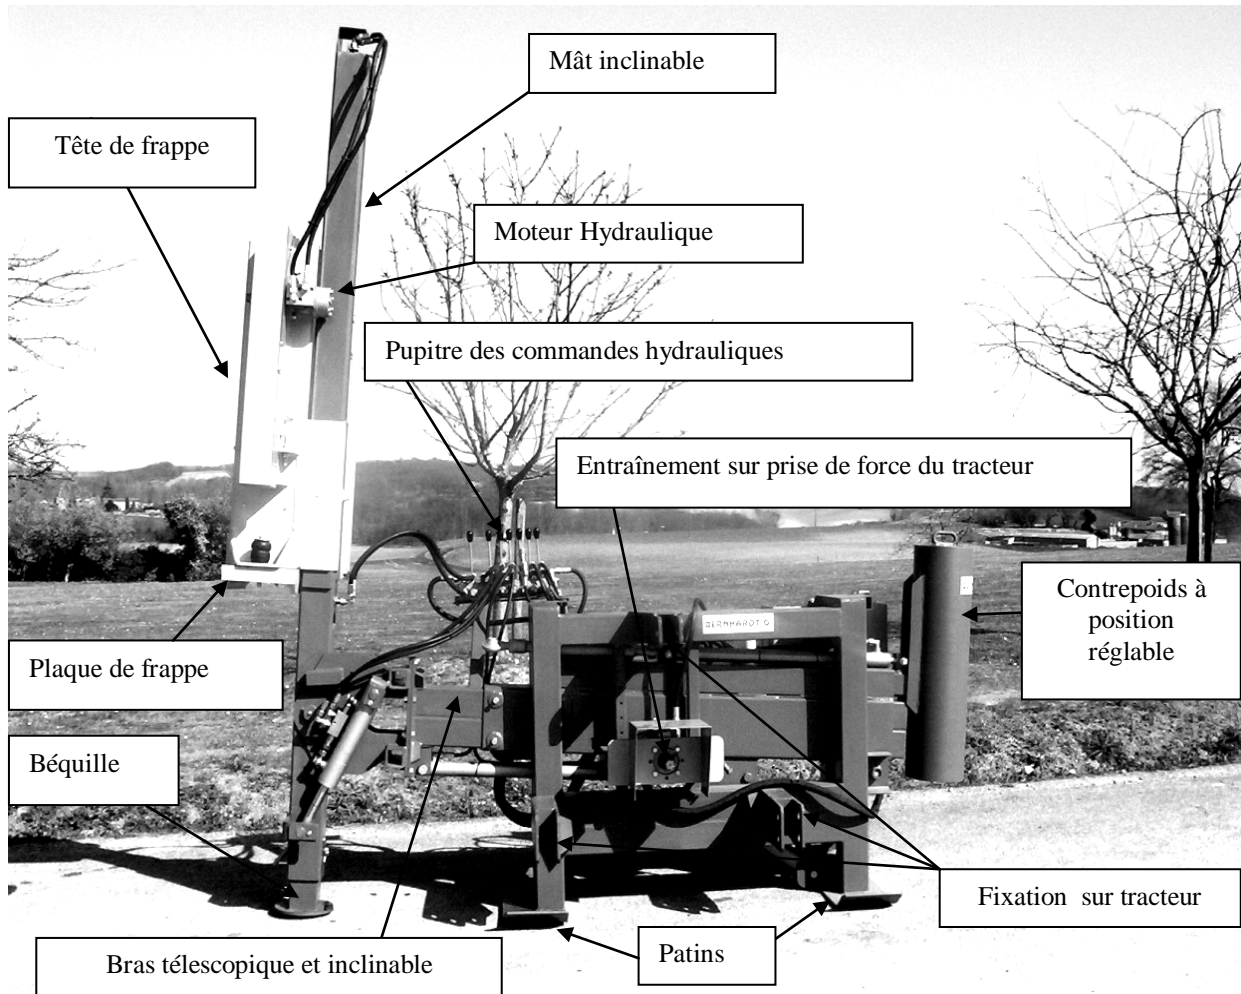 Mât inclinable
Tête de frappe
Moteur Hydraulique
Pupitre des commandes hydrauliques
Entraînement sur prise de force du tracteur
Contrepoids à
position
réglable
BERNHARDT G
Plaque de frappe
Béquille
Fixation sur tracteur
Patins
Bras télescopique et inclinable